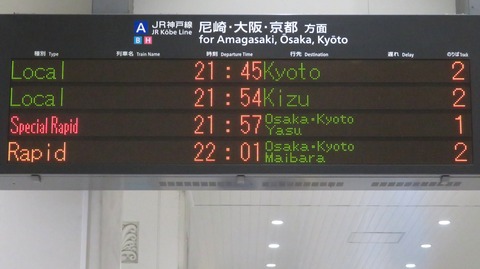 A JR神戸線 尼崎・大阪・京都 方面
B H JR Kōbe Line for Amagasaki, Ōsaka, Kyōto
種別 Type 列車名 Train Name 時刻 Departure Time 行先 Destination 遅れ Delay のりば Track
Local 21:45 Kyoto 2
Local 21:54 Kizu 2
Special Rapid 21:57 Osaka・Kyoto Yasu 1
Rapid 22:01 Osaka・Kyoto Maibara 2